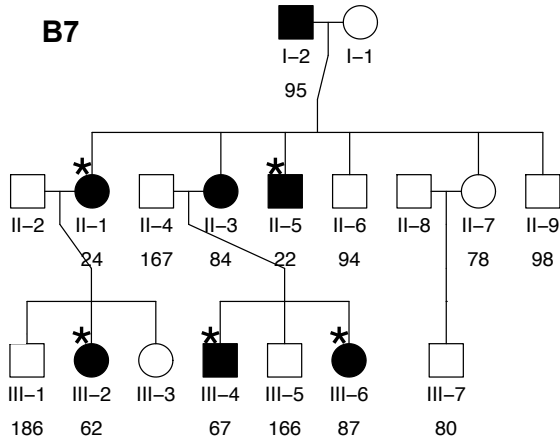 B7
I–2 I–1
95
* *
II–2 II–1 II–4 II–3 II–5 II–6 II–8 II–7 II–9
24 167 84 22 94 78 98
* * *
III–1 III–2 III–3 III–4 III–5 III–6 III–7
186 62 67 166 87 80